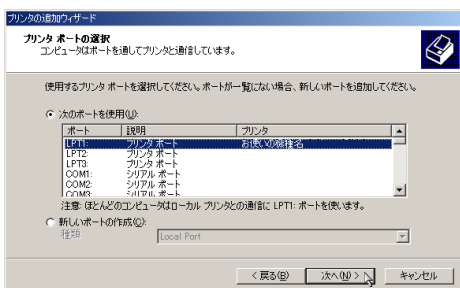 プリンタの追加ウィザード
プリンタ ポートの選択
コンピュータはポートを通してプリンタと通信しています。
使用するプリンタ ポートを選択してください。ポートが一覧にない場合、新しいポートを追加してください。
次のポートを使用(U):
ポート 説明 プリンタ
LPT1: プリンタ ポート お使いの機種名
LPT2: プリンタ ポート
LPT3: プリンタ ポート
COM1: シリアル ポート
COM2: シリアル ポート
COM3: シリアル ポート
注意: ほとんどのコンピュータはローカル プリンタとの通信に LPT1: ポートを使います。
新しいポートの作成(C):
種類 Local Port
< 戻る(B) 次へ(N) > キャンセル